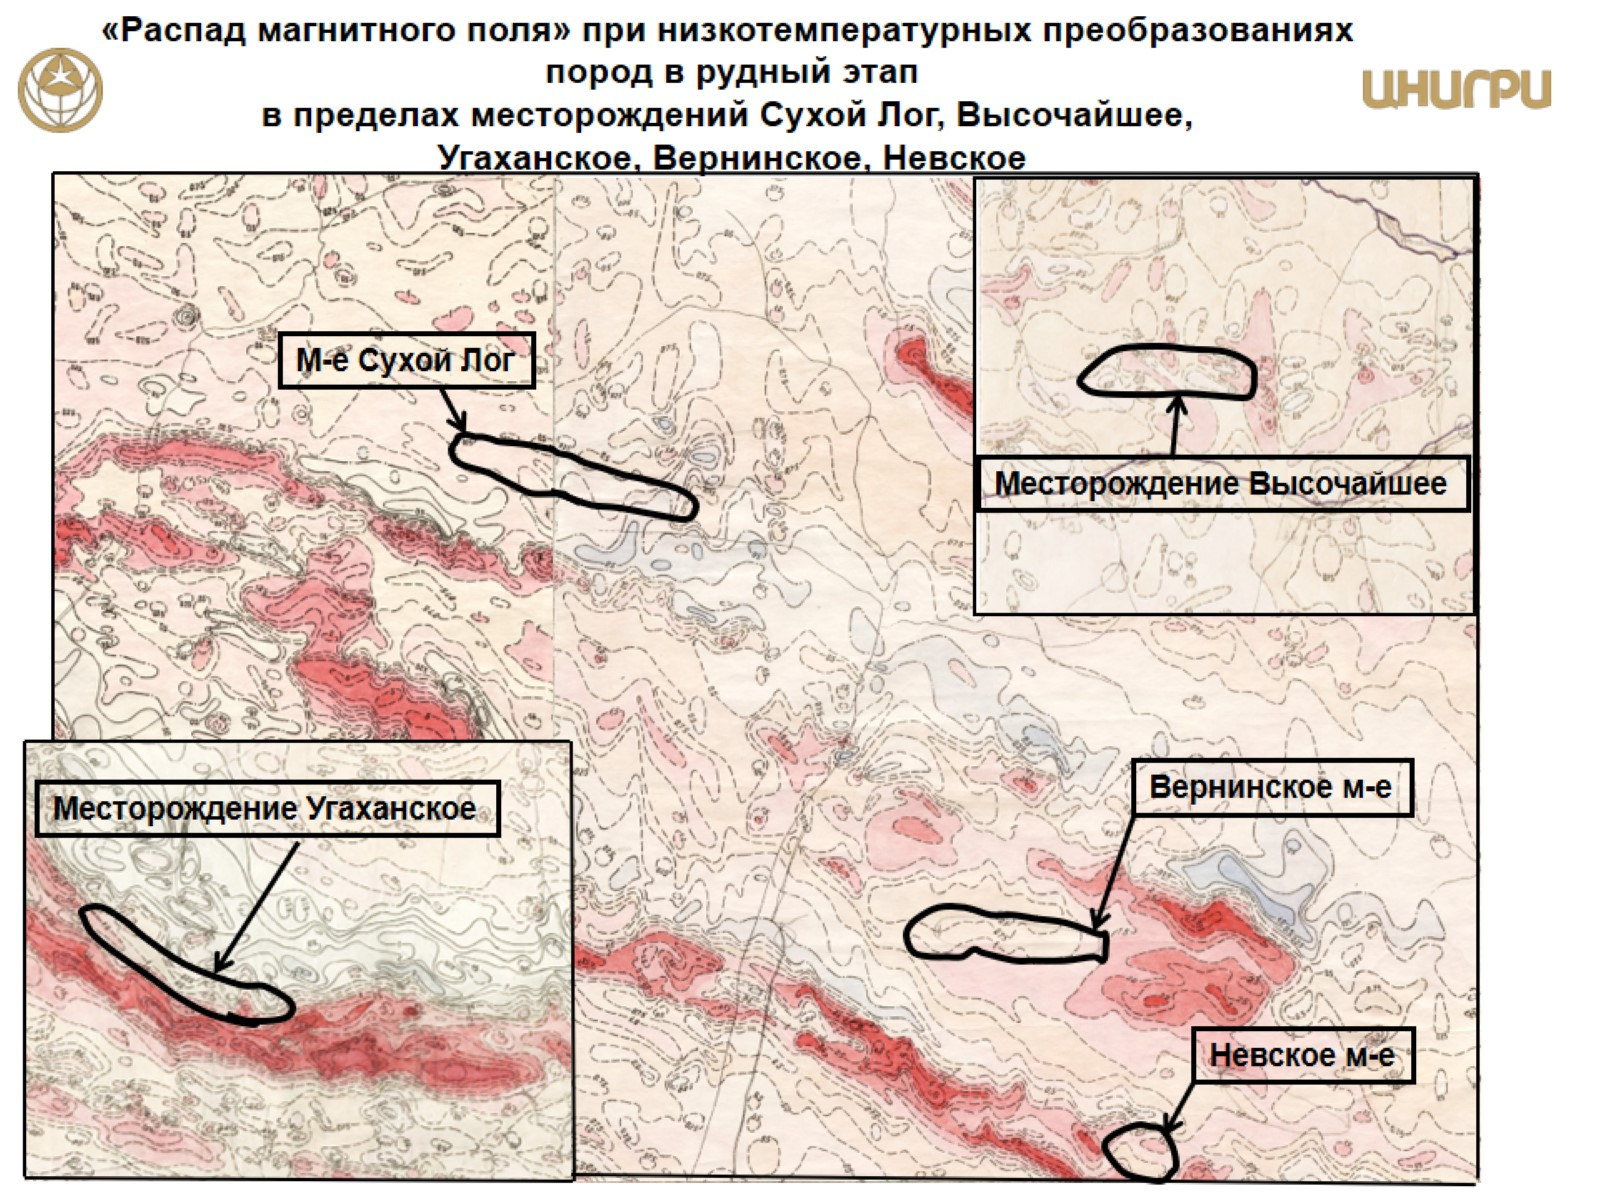 «Распад магнитного поля» при низкотемпературных преобразованиях
пород в рудный этап
в пределах месторождений Сухой Лог, Высочайшее,
Угаханское, Вернинское, Невское
ЦНИГРИ
М-е Сухой Лог
Месторождение Высочайшее
Месторождение Угаханское
Вернинское м-е
Невское м-е